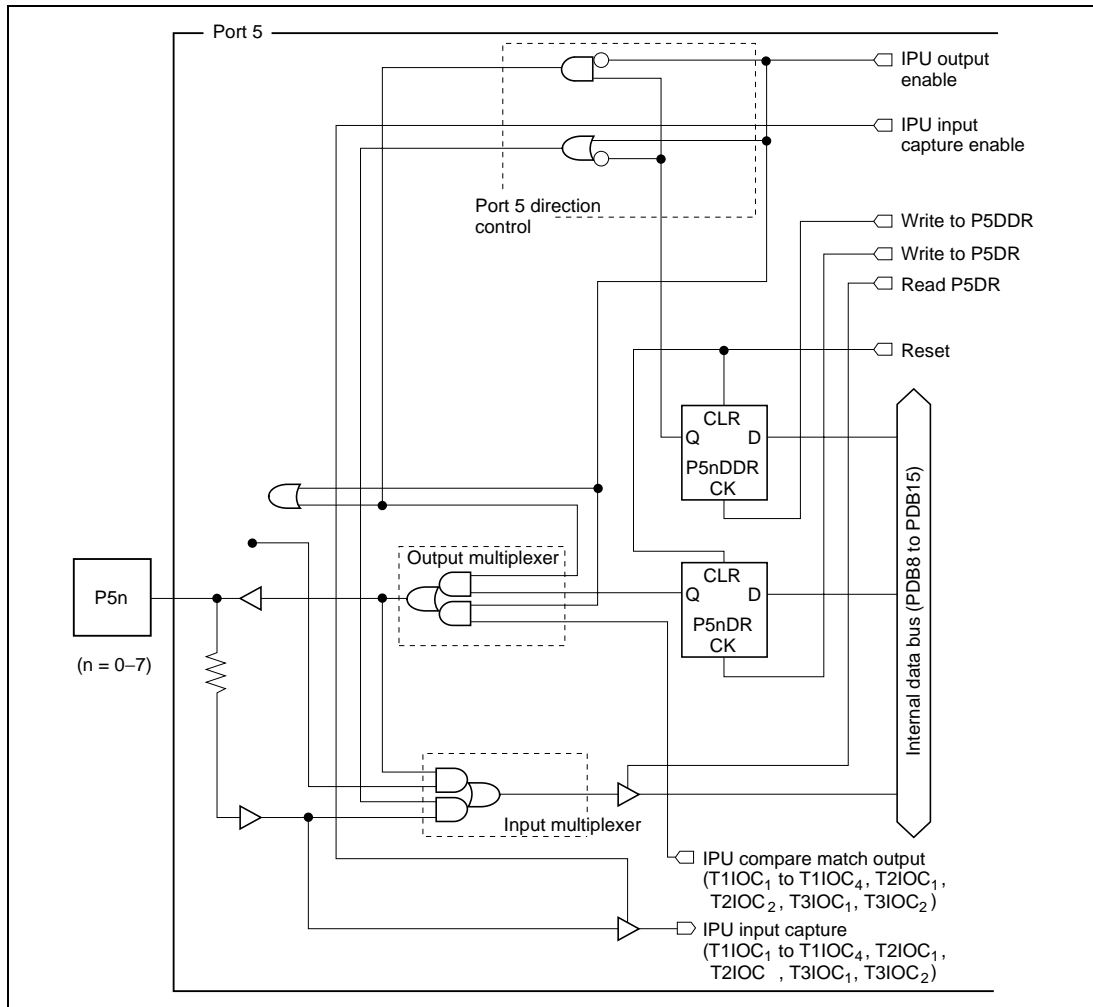 Port 5
IPU output
enable
IPU input
capture enable
Port 5 direction
control
Write to P5DDR
Write to P5DR
Read P5DR
Reset
CLR
Q D
P5nDDR
CK
Internal data bus (PDB8 to PDB15)
Output multiplexer
P5n
(n = 0–7)
CLR
Q D
P5nDR
CK
Input multiplexer
IPU compare match output
(T1IOC₁ to T1IOC₄, T2IOC₁,
T2IOC₂, T3IOC₁, T3IOC₂)
IPU input capture
(T1IOC₁ to T1IOC₄, T2IOC₁,
T2IOC , T3IOC₁, T3IOC₂)